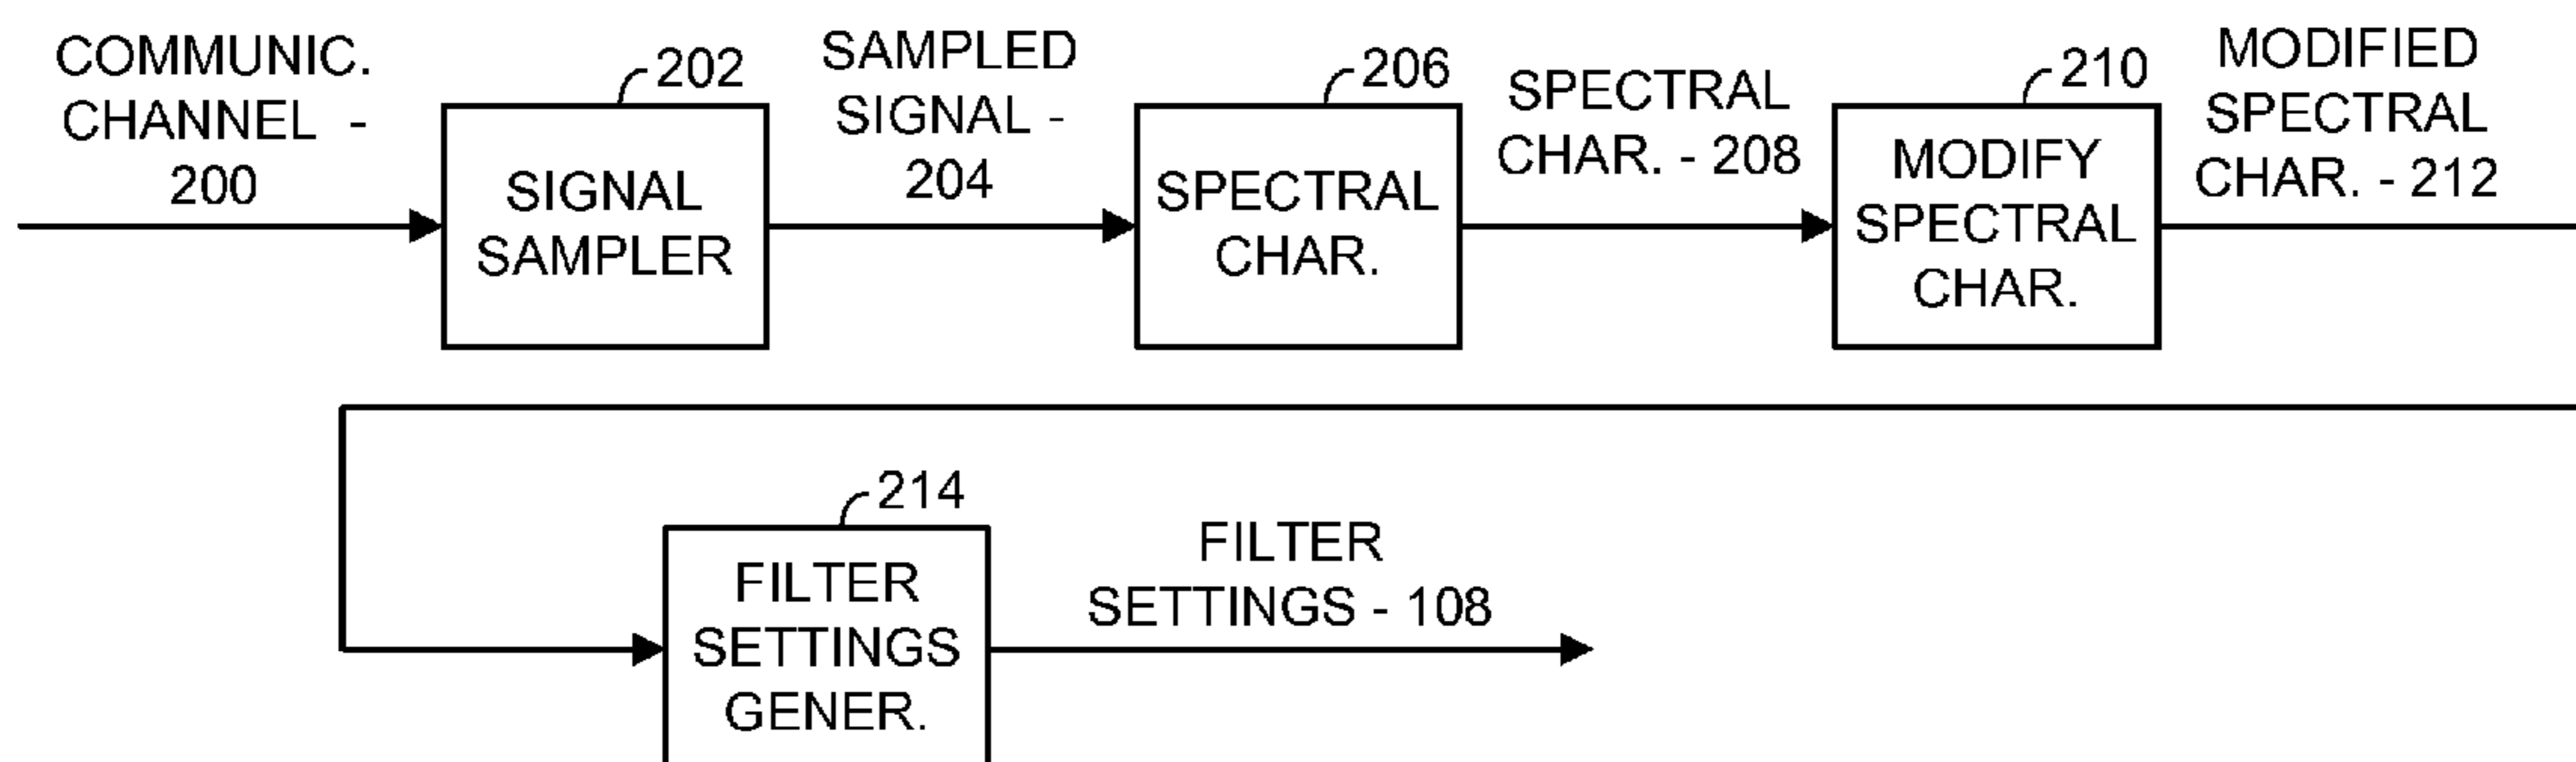 COMMUNIC.
CHANNEL -
200
202
SIGNAL
SAMPLER
SAMPLED
SIGNAL -
204
206
SPECTRAL
CHAR.
SPECTRAL
CHAR. - 208
210
MODIFY
SPECTRAL
CHAR.
MODIFIED
SPECTRAL
CHAR. - 212
214
FILTER
SETTINGS
GENER.
FILTER
SETTINGS - 108